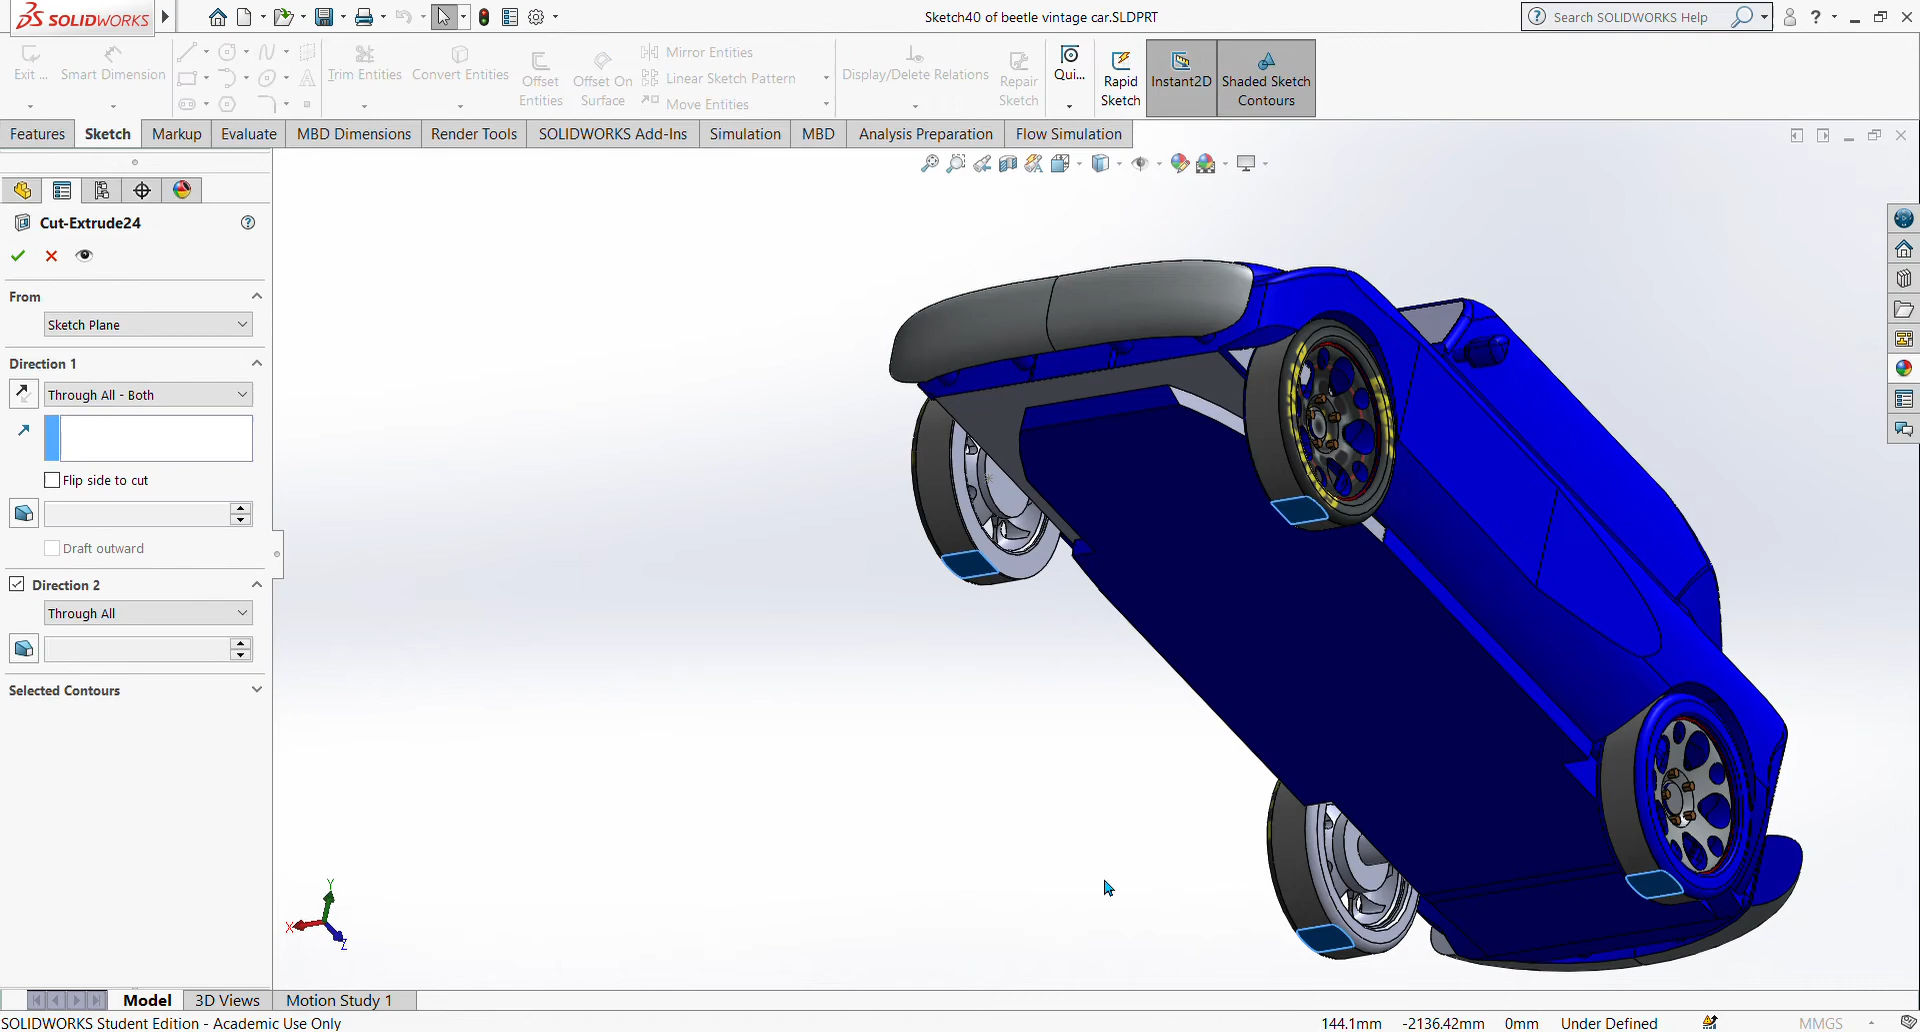 SOLIDWORKS
Sketch40 of beetle vintage car.SLDPRT
Search SOLIDWORKS Help
?
Exit ...
Smart Dimension
Trim Entities
Convert Entities
Offset
Entities
Offset On
Surface
Mirror Entities
Linear Sketch Pattern
Move Entities
Display/Delete Relations
Repair
Sketch
Qui...
Rapid
Sketch
Instant2D
Shaded Sketch
Contours
Features
Sketch
Markup
Evaluate
MBD Dimensions
Render Tools
SOLIDWORKS Add-Ins
Simulation
MBD
Analysis Preparation
Flow Simulation
Cut-Extrude24
From
Sketch Plane
Direction 1
Through All - Both
Flip side to cut
Draft outward
Direction 2
Through All
Selected Contours
Y
X
Z
Model
3D Views
Motion Study 1
SOLIDWORKS Student Edition - Academic Use Only
144.1mm
-2136.42mm
0mm
Under Defined
MMGS